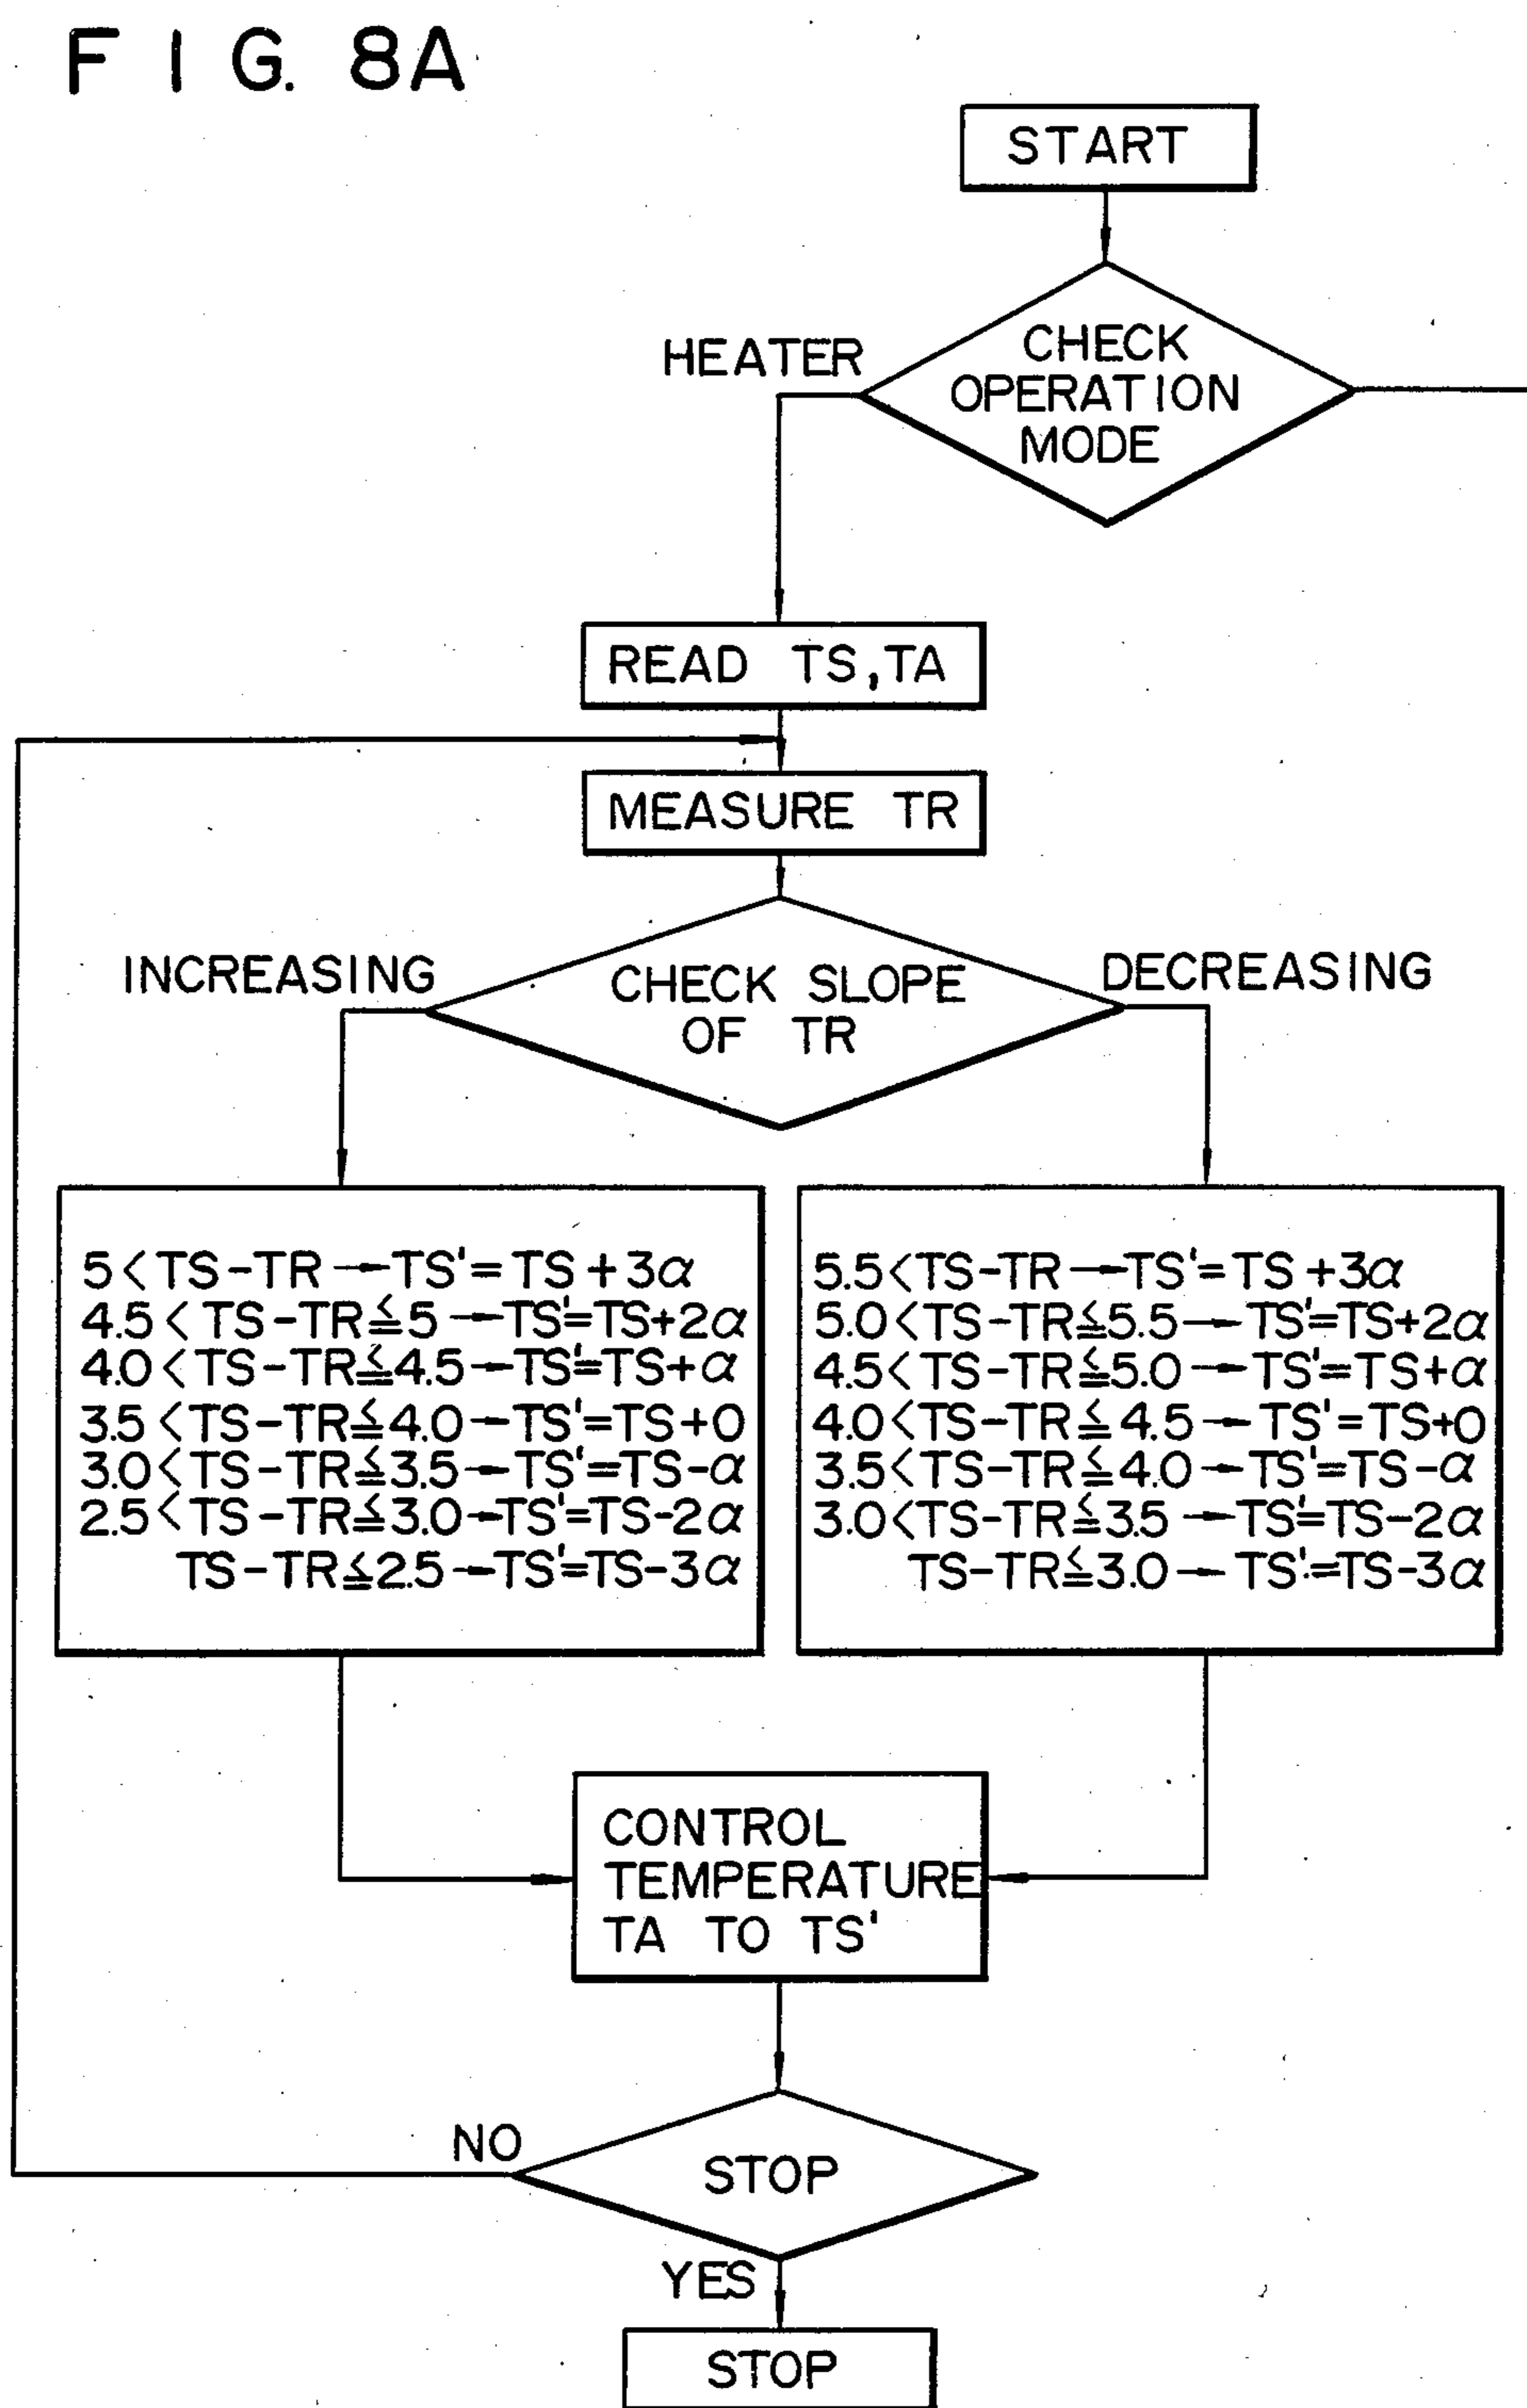 FIG. 8A
START
CHECK
OPERATION
MODE
HEATER
READ TS,TA
MEASURE TR
CHECK SLOPE
OF TR
INCREASING
DECREASING
5<TS-TR→TS'=TS+3α
4.5<TS-TR≦5→TS'=TS+2α
4.0<TS-TR≦4.5→TS'=TS+α
3.5<TS-TR≦4.0→TS'=TS+0
3.0<TS-TR≦3.5→TS'=TS-α
2.5<TS-TR≦3.0→TS'=TS-2α
TS-TR≦2.5→TS'=TS-3α
5.5<TS-TR→TS'=TS+3α
5.0<TS-TR≦5.5→TS'=TS+2α
4.5<TS-TR≦5.0→TS'=TS+α
4.0<TS-TR≦4.5→TS'=TS+0
3.5<TS-TR≦4.0→TS'=TS-α
3.0<TS-TR≦3.5→TS'=TS-2α
TS-TR≦3.0→TS'=TS-3α
CONTROL
TEMPERATURE
TA TO TS'
NO
STOP
YES
STOP